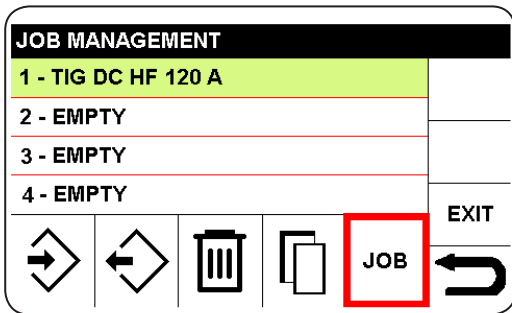 JOB MANAGEMENT
1 - TIG DC HF 120 A
2 - EMPTY
3 - EMPTY
4 - EMPTY
EXIT
JOB